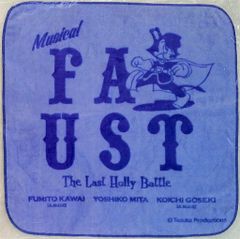 Musical
FA
UST
The Last Holly Battle
FUMITO KAWAI YOSHIKO MITA KOICHI GOSEKI
(A.B.C-Z) (A.B.C-Z)
© Tezuka Productions